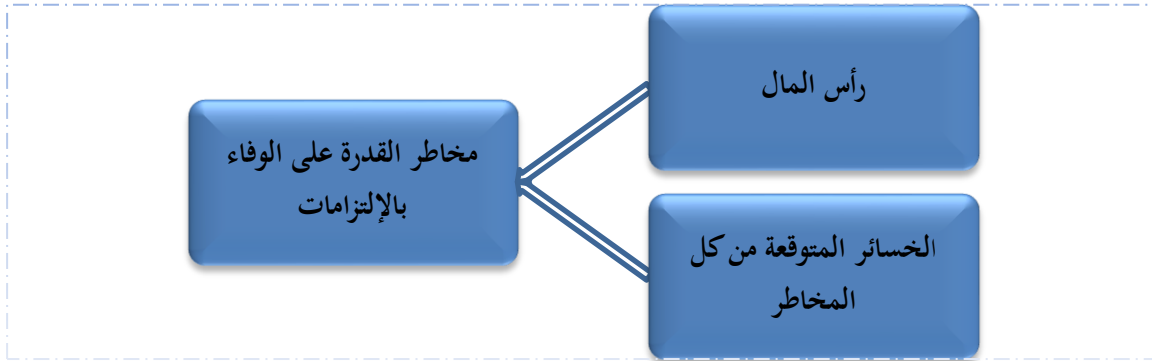 رأس المال
مخاطر القدرة على الوفاء
بالإلتزامات
الخسائر المتوقعة من كل
المخاطر